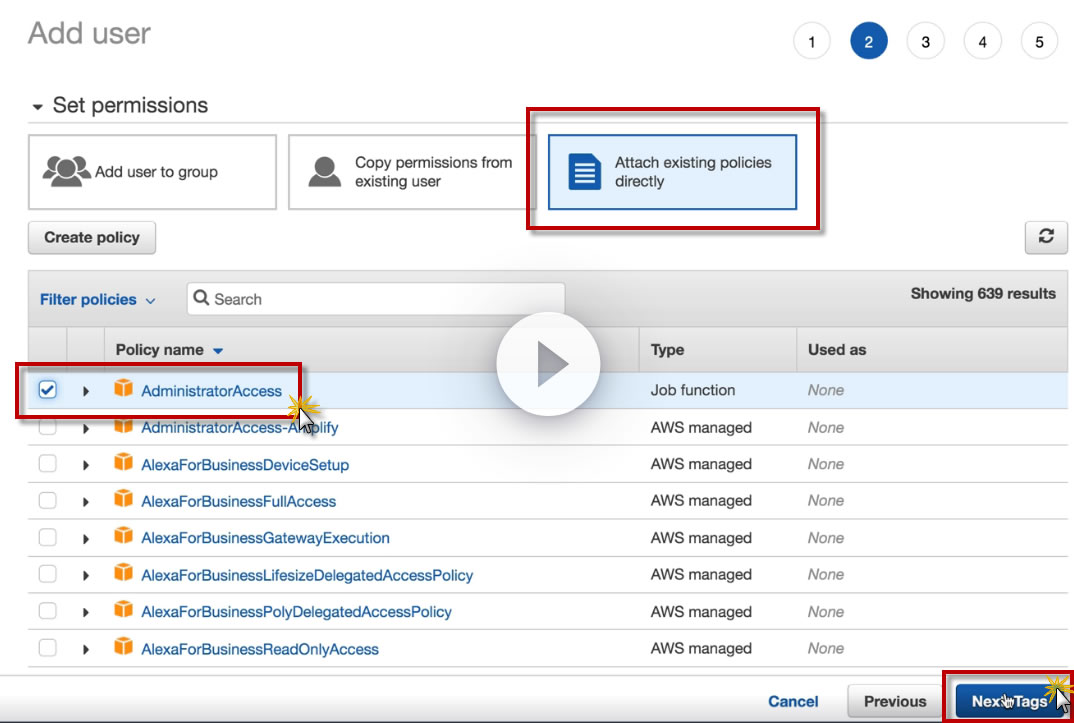 Add user
1 2 3 4 5
Set permissions
Add user to group
Copy permissions from
existing user
Attach existing policies
directly
Create policy
Filter policies
Search
Showing 639 results
Policy name Type Used as
AdministratorAccess Job function None
AdministratorAccess-Amplify AWS managed None
AlexaForBusinessDeviceSetup AWS managed None
AlexaForBusinessFullAccess AWS managed None
AlexaForBusinessGatewayExecution AWS managed None
AlexaForBusinessLifesizeDelegatedAccessPolicy AWS managed None
AlexaForBusinessPolyDelegatedAccessPolicy AWS managed None
AlexaForBusinessReadOnlyAccess AWS managed None
Cancel Previous Next: Tags